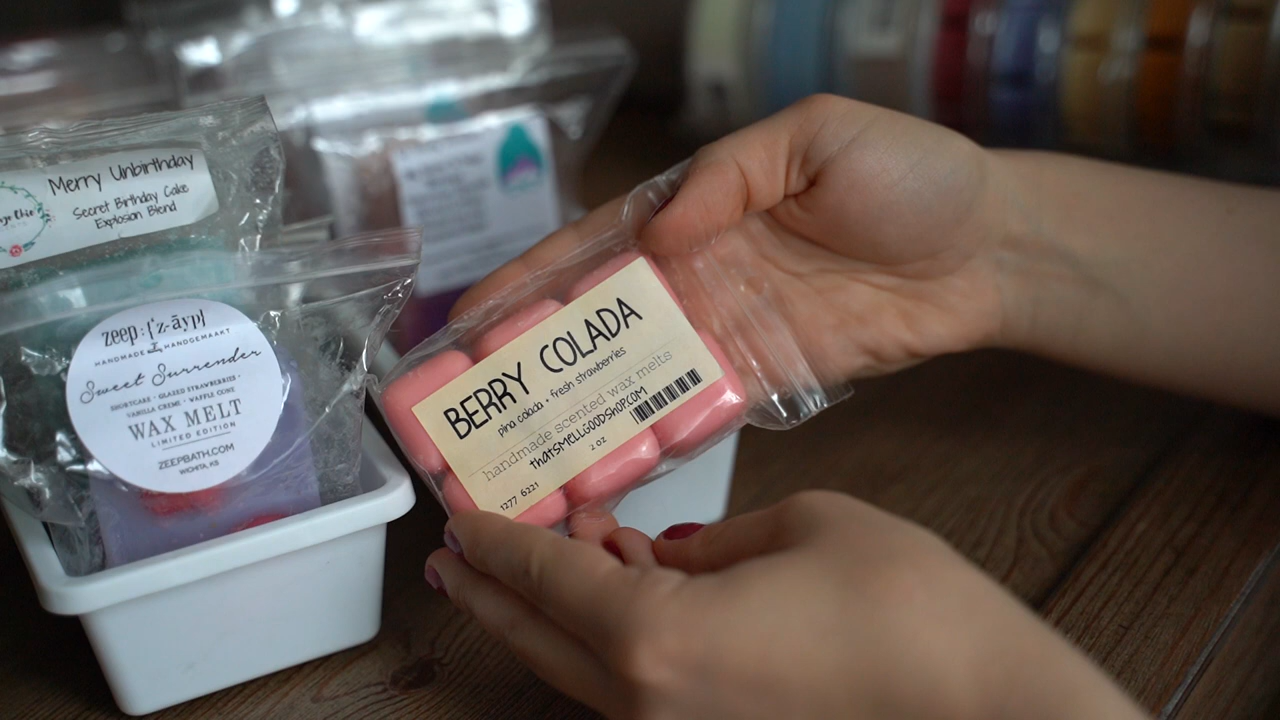 Merry Unbirthday
Secret Birthday Cake
Explosion Blend
zeep:{'z-āyp}
HANDMADE HANDGEMAAKT
Sweet Surrender
SHORTCAKE • GLAZED STRAWBERRIES •
VANILLA CREME • WAFFLE CONE
WAX MELT
LIMITED EDITION
ZEEPBATH.COM
WICHITA, KS
BERRY COLADA
pina colada • fresh strawberries
handmade scented wax melts
thatSMELLGOODSHOP.COM
2 oz
1277 6221